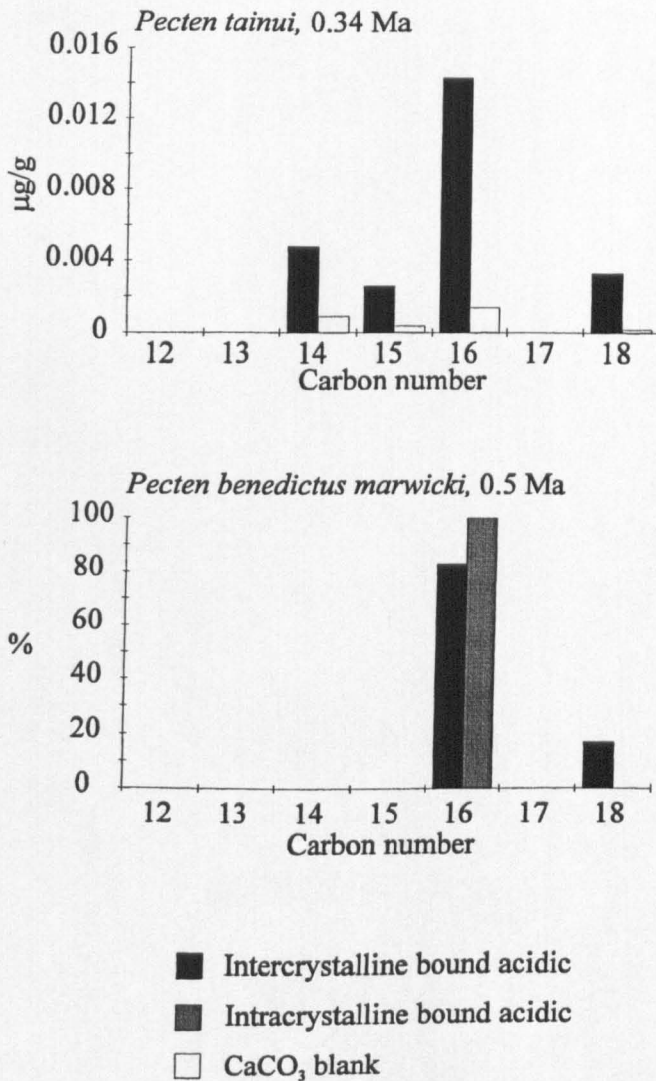 Pecten tainui, 0.34 Ma
0.016
0.012
0.008
0.004
0
µg/g
12 13 14 15 16 17 18
Carbon number
Pecten benedictus marwicki, 0.5 Ma
100
80
60
40
20
0
%
12 13 14 15 16 17 18
Carbon number
Intercrystalline bound acidic
Intracrystalline bound acidic
CaCO₃ blank